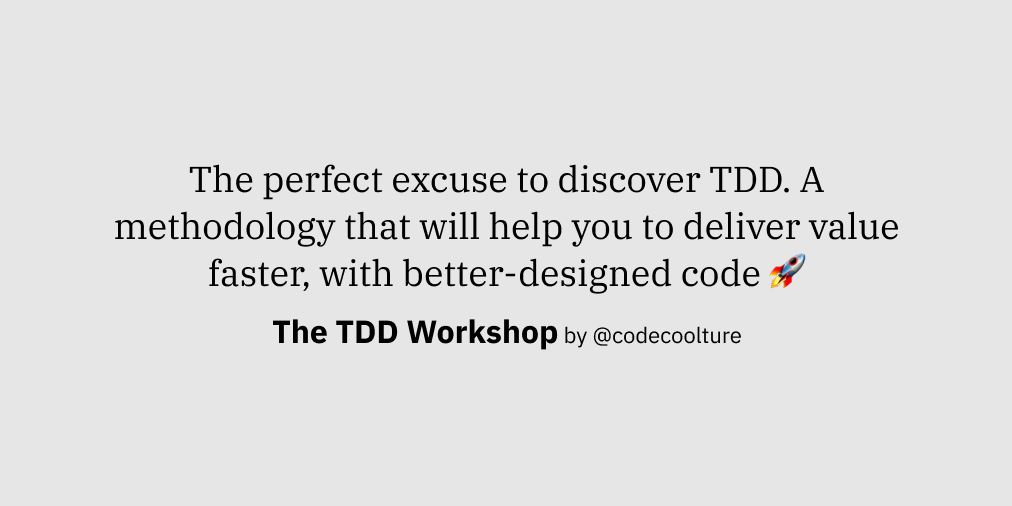 The perfect excuse to discover TDD. A
methodology that will help you to deliver value
faster, with better-designed code 🚀
The TDD Workshop by @codecoolture